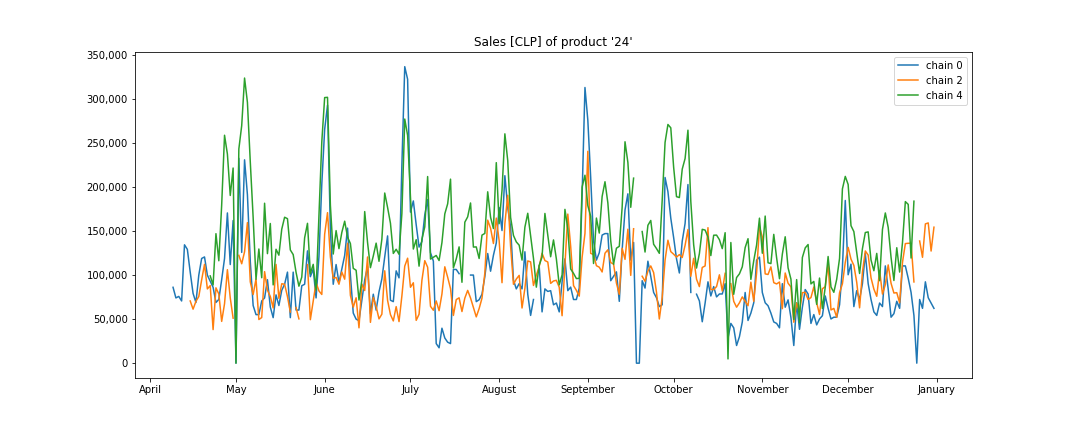 Sales [CLP] of product '24'
350,000
300,000
250,000
200,000
150,000
100,000
50,000
0
April May June July August September October November December January
chain 0
chain 2
chain 4